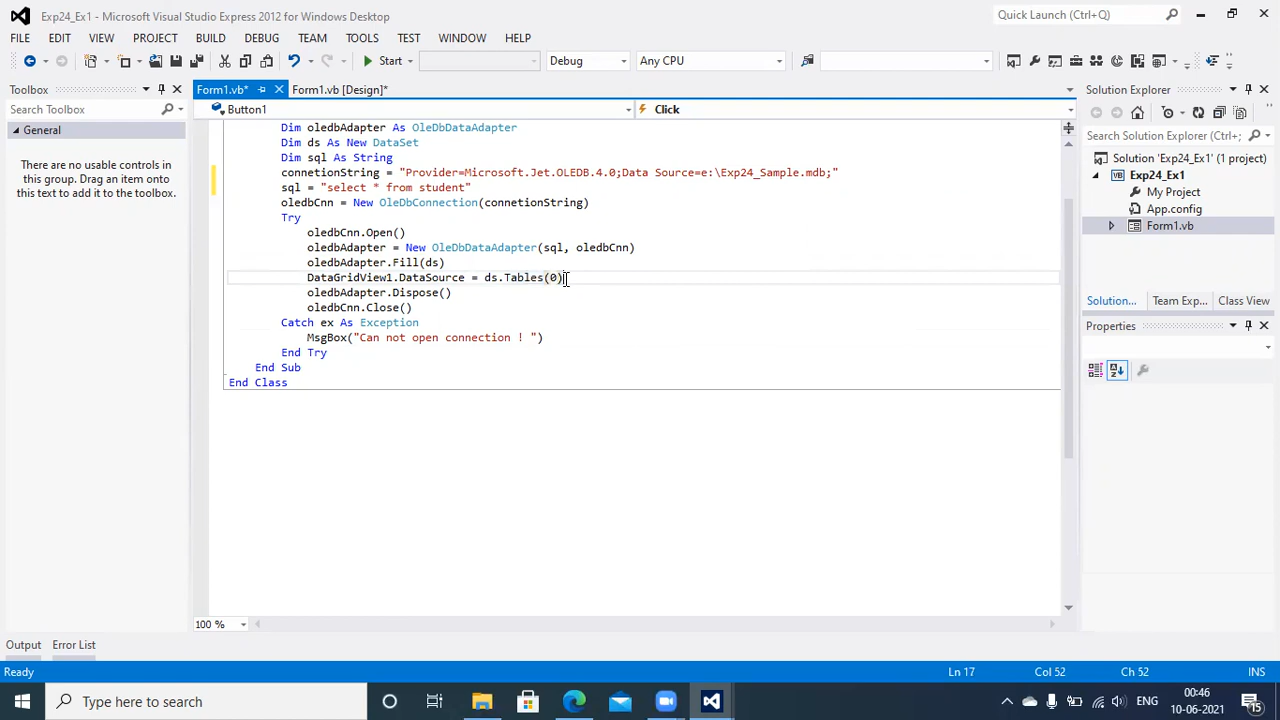 Exp24_Ex1 - Microsoft Visual Studio Express 2012 for Windows Desktop
Quick Launch (Ctrl+Q)
FILE EDIT VIEW PROJECT BUILD DEBUG TEAM TOOLS TEST WINDOW HELP
Start Debug Any CPU
Toolbox
Form1.vb* Form1.vb [Design]*
Solution Explorer
Search Toolbox
Button1 Click
General
There are no usable controls in
this group. Drag an item onto
this text to add it to the toolbox.
Dim oledbAdapter As OleDbDataAdapter
Dim ds As New DataSet
Dim sql As String
connetionString = "Provider=Microsoft.Jet.OLEDB.4.0;Data Source=e:\Exp24_Sample.mdb;"
sql = "select * from student"
oledbCnn = New OleDbConnection(connetionString)
Try
oledbCnn.Open()
oledbAdapter = New OleDbDataAdapter(sql, oledbCnn)
oledbAdapter.Fill(ds)
DataGridView1.DataSource = ds.Tables(0)
oledbAdapter.Dispose()
oledbCnn.Close()
Catch ex As Exception
MsgBox("Can not open connection ! ")
End Try
End Sub
End Class
100 %
Search Solution Explorer (Ctrl+;)
Solution 'Exp24_Ex1' (1 project)
Exp24_Ex1
My Project
App.config
Form1.vb
Solution... Team Exp... Class View
Properties
Output Error List
Ready Ln 17 Col 52 Ch 52 INS
Type here to search
ENG
00:46
10-06-2021
15